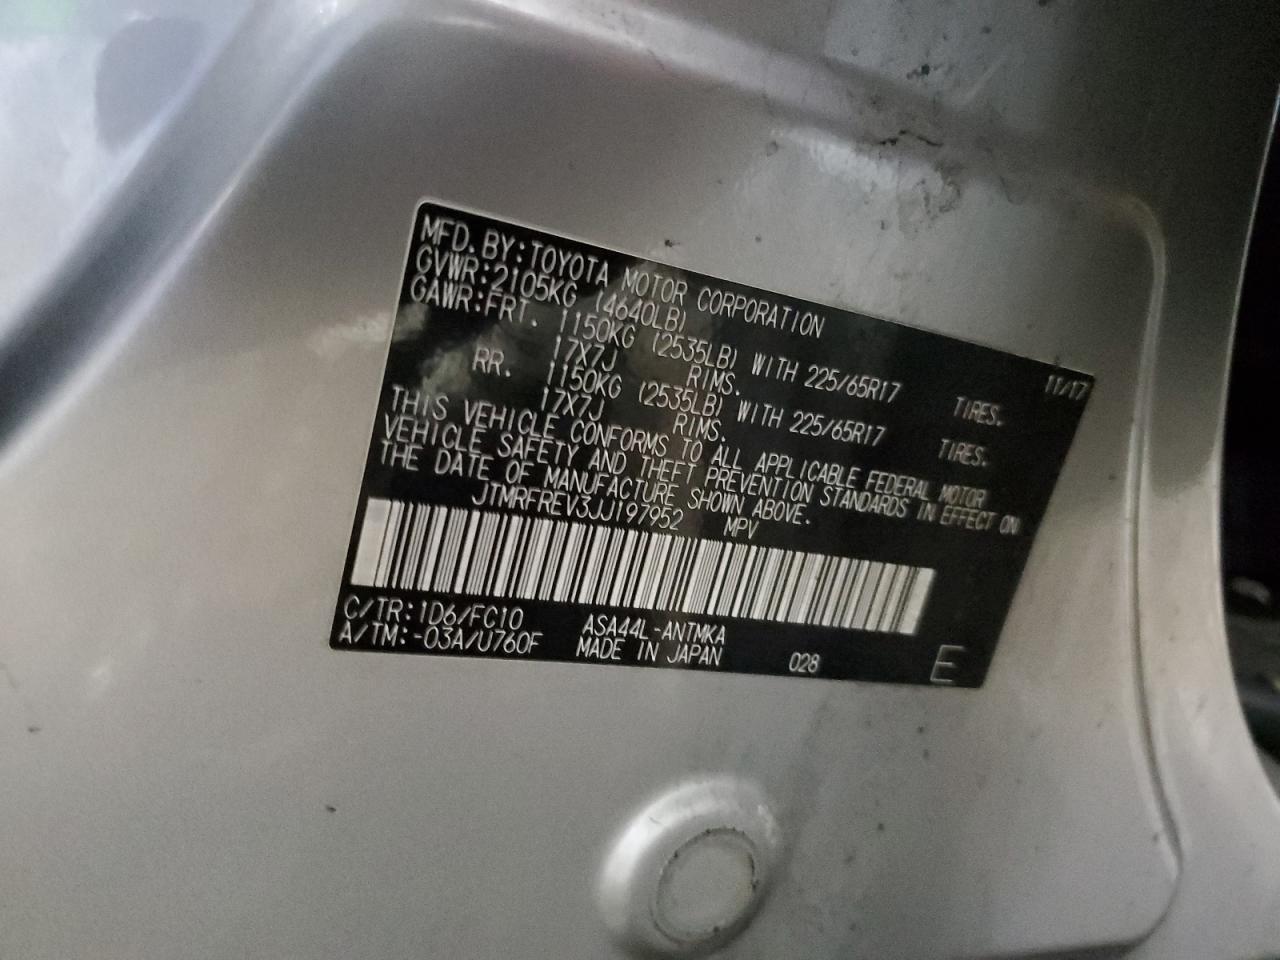 MFD. BY:TOYOTA MOTOR CORPORATION 11/17
GVWR:2105KG (4640LB)
GAWR:FRT. 1150KG (2535LB) WITH 225/65R17 TIRES.
17X7J RIMS.
RR. 1150KG (2535LB) WITH 225/65R17 TIRES.
17X7J RIMS.
THIS VEHICLE CONFORMS TO ALL APPLICABLE FEDERAL MOTOR
VEHICLE SAFETY AND THEFT PREVENTION STANDARDS IN EFFECT ON
THE DATE OF MANUFACTURE SHOWN ABOVE.
JTMRFREV3JJ197952 MPV
C/TR:1D6/FC10 ASA44L-ANTMKA
A/TM:-03A/U760F MADE IN JAPAN 028 E